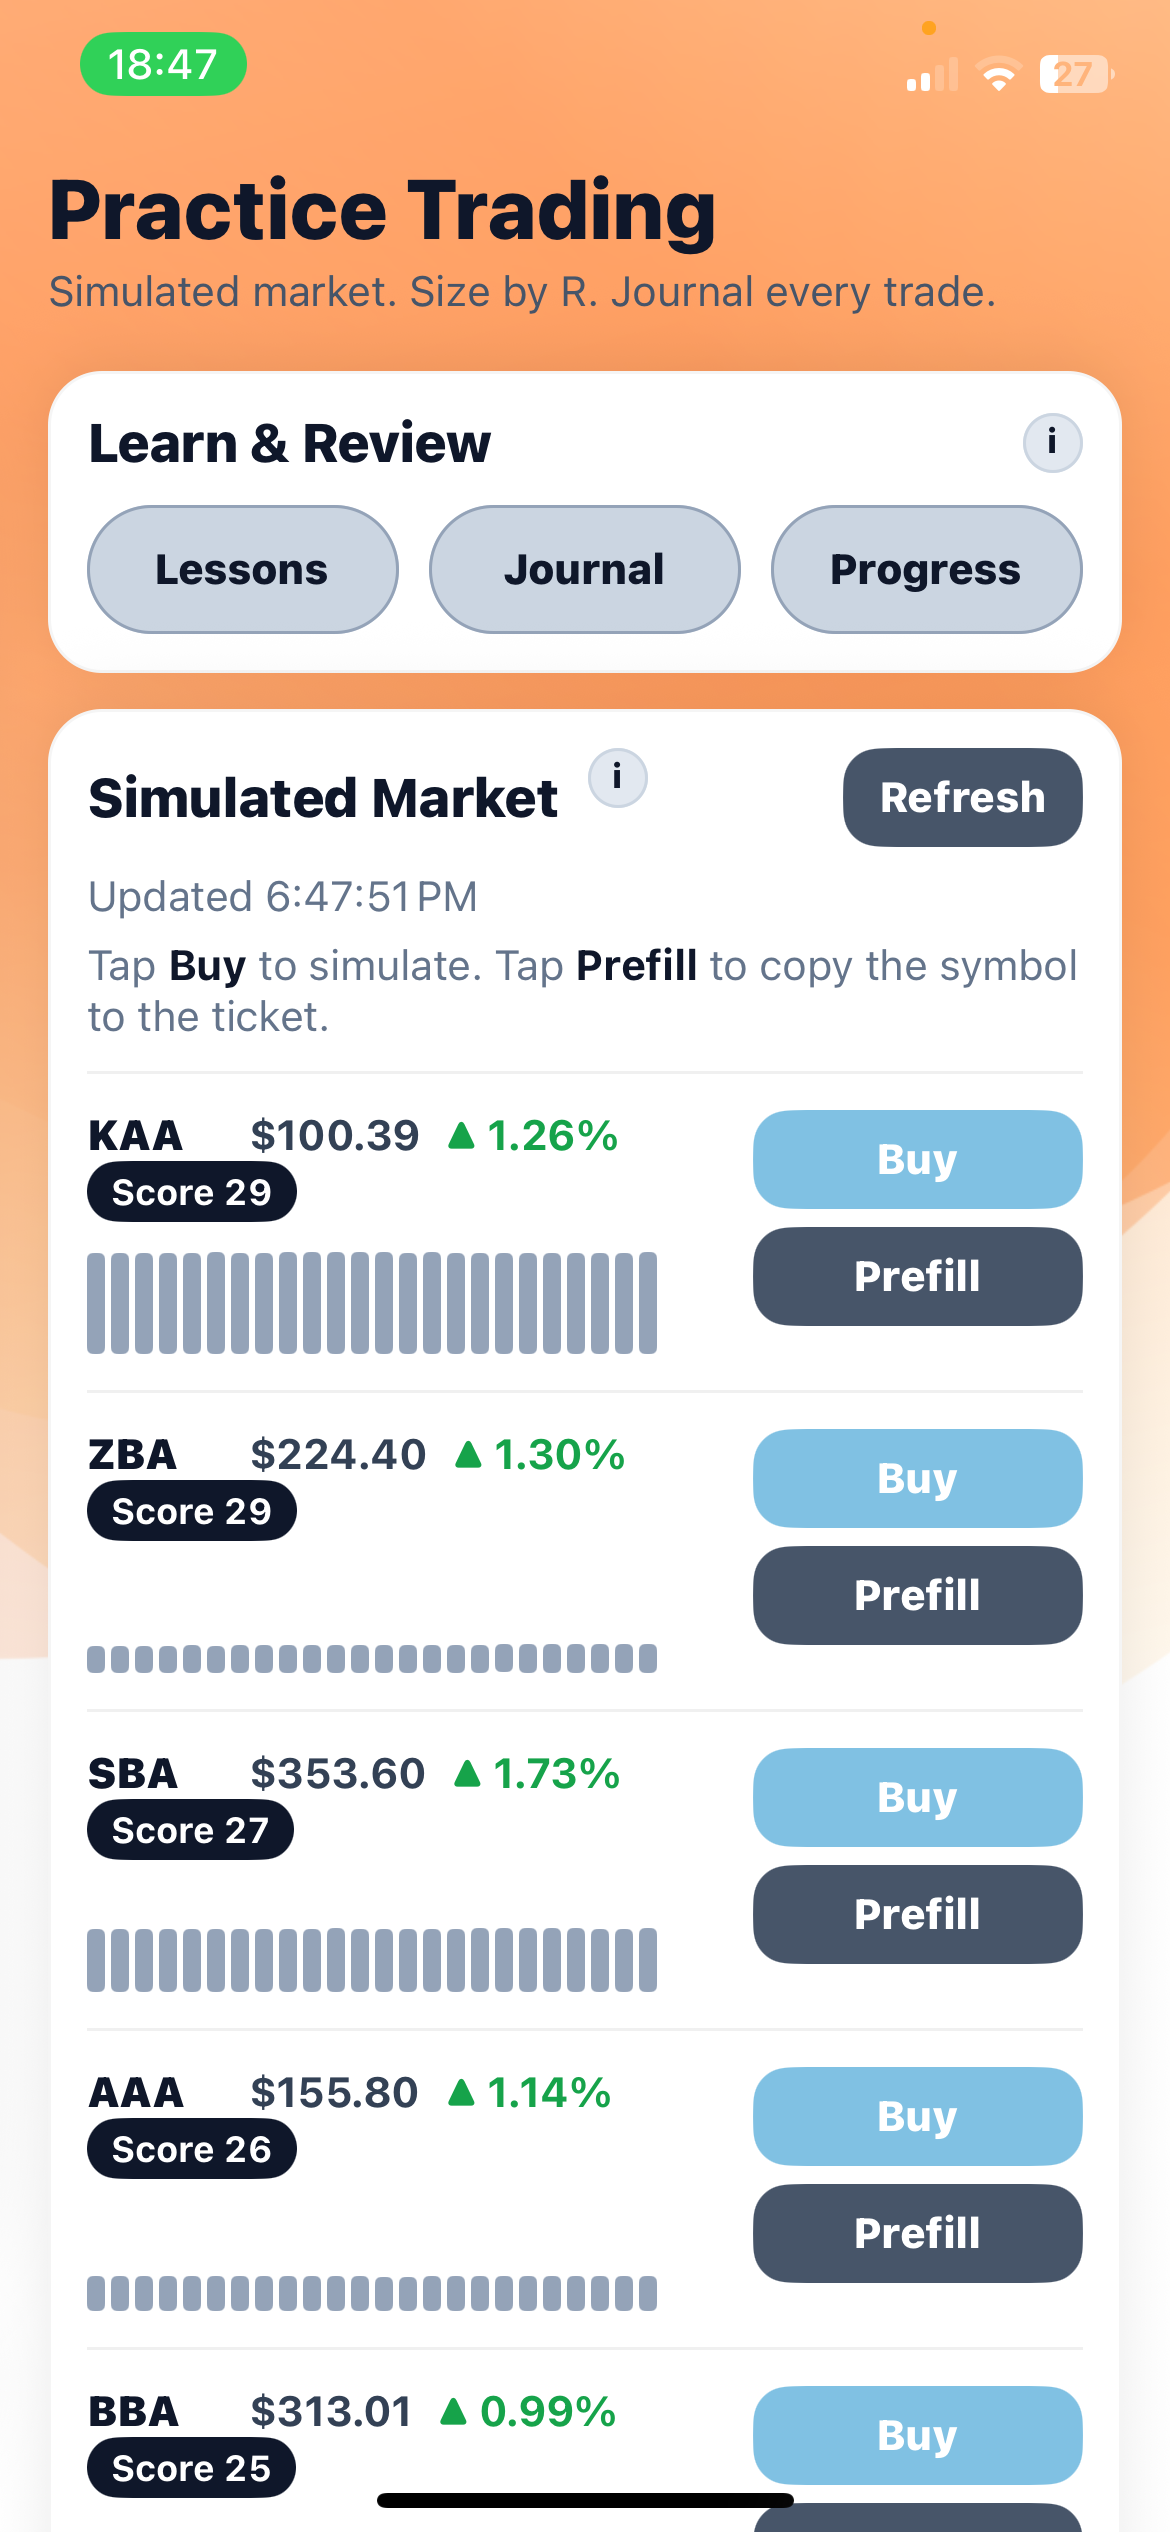 18:47
27
Practice Trading
Simulated market. Size by R. Journal every trade.
Learn & Review
i
Lessons
Journal
Progress
Simulated Market
i
Refresh
Updated 6:47:51 PM
Tap Buy to simulate. Tap Prefill to copy the symbol
to the ticket.
KAA $100.39 ▲ 1.26%
Score 29
Buy
Prefill
ZBA $224.40 ▲ 1.30%
Score 29
Buy
Prefill
SBA $353.60 ▲ 1.73%
Score 27
Buy
Prefill
AAA $155.80 ▲ 1.14%
Score 26
Buy
Prefill
BBA $313.01 ▲ 0.99%
Score 25
Buy